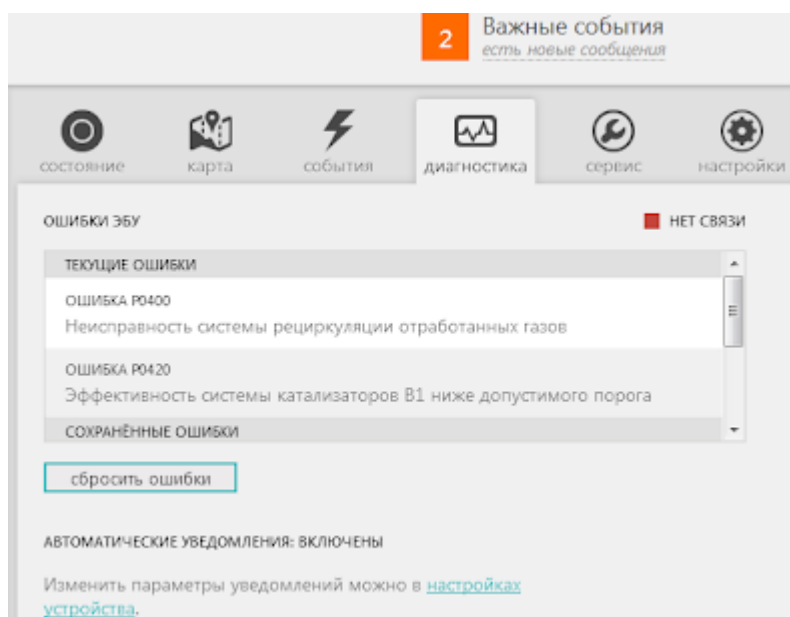 2
Важные события
есть новые сообщения
состояние
карта
события
диагностика
сервис
настройки
ОШИБКИ ЭБУ
НЕТ СВЯЗИ
ТЕКУЩИЕ ОШИБКИ
ОШИБКА P0400
Неисправность системы рециркуляции отработанных газов
ОШИБКА P0420
Эффективность системы катализаторов B1 ниже допустимого порога
СОХРАНЁННЫЕ ОШИБКИ
сбросить ошибки
АВТОМАТИЧЕСКИЕ УВЕДОМЛЕНИЯ: ВКЛЮЧЕНЫ
Изменить параметры уведомлений можно в настройках
устройства.